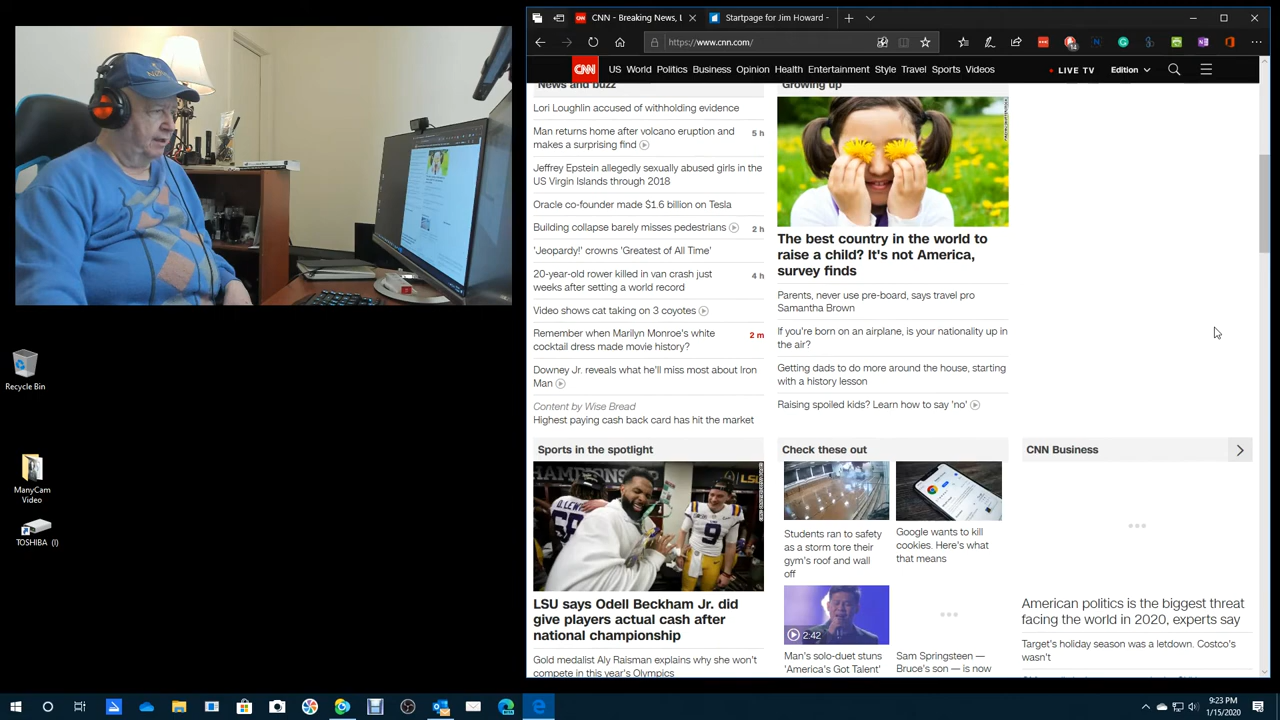 CNN - Breaking News, L
Startpage for Jim Howard -
https://www.cnn.com/
14
CNN
US World Politics Business Opinion Health Entertainment Style Travel Sports Videos
LIVE TV
Edition
News and buzz
Lori Loughlin accused of withholding evidence
Man returns home after volcano eruption and
makes a surprising find
5 h
Jeffrey Epstein allegedly sexually abused girls in the
US Virgin Islands through 2018
Oracle co-founder made $1.6 billion on Tesla
Building collapse barely misses pedestrians
2 h
'Jeopardy!' crowns 'Greatest of All Time'
20-year-old rower killed in van crash just
weeks after setting a world record
4 h
Video shows cat taking on 3 coyotes
Remember when Marilyn Monroe's white
cocktail dress made movie history?
2 m
Downey Jr. reveals what he'll miss most about Iron
Man
Content by Wise Bread
Highest paying cash back card has hit the market
Growing up
The best country in the world to
raise a child? It's not America,
survey finds
Parents, never use pre-board, says travel pro
Samantha Brown
If you're born on an airplane, is your nationality up in
the air?
Getting dads to do more around the house, starting
with a history lesson
Raising spoiled kids? Learn how to say 'no'
Sports in the spotlight
LSU says Odell Beckham Jr. did
give players actual cash after
national championship
Gold medalist Aly Raisman explains why she won't
compete in this year's Olympics
Check these out
Students ran to safety
as a storm tore their
gym's roof and wall
off
Google wants to kill
cookies. Here's what
that means
2:42
Man's solo-duet stuns
'America's Got Talent'
Sam Springsteen —
Bruce's son — is now
CNN Business
American politics is the biggest threat
facing the world in 2020, experts say
Target's holiday season was a letdown. Costco's
wasn't
Recycle Bin
ManyCam
Video
TOSHIBA (I)
9:23 PM
1/15/2020